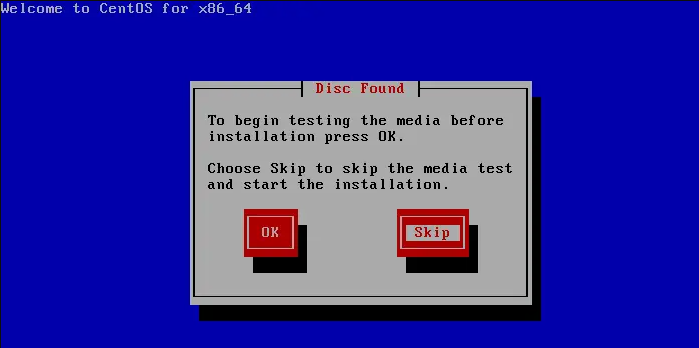 Welcome to CentOS for x86_64
Disc Found
To begin testing the media before
installation press OK.
Choose Skip to skip the media test
and start the installation.
OK Skip